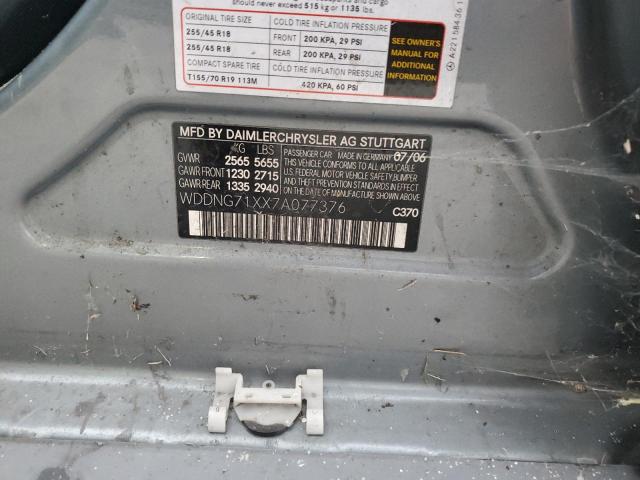 should never exceed 515 kg or 1135 lbs.
ORIGINAL TIRE SIZE COLD TIRE INFLATION PRESSURE
255/45 R18 FRONT 200 KPA, 29 PSI
255/45 R18 REAR 200 KPA, 29 PSI
COMPACT SPARE TIRE COLD TIRE INFLATION PRESSURE
T155/70 R19 113M 420 KPA, 60 PSI
SEE OWNER'S
MANUAL FOR
ADDITIONAL
INFORMATION
A 221 584 36 11
MFD BY DAIMLERCHRYSLER AG STUTTGART
KG LBS
GVWR 2565 5655
GAWR FRONT 1230 2715
GAWR REAR 1335 2940
PASSENGER CAR MADE IN GERMANY 07/06
THIS VEHICLE CONFORMS TO ALL APPLICABLE
U.S. FEDERAL MOTOR VEHICLE SAFETY,
BUMPER, AND THEFT PREVENTION
STANDARDS IN EFFECT ON THE DATE OF
MANUFACTURE SHOWN ABOVE.
WDDNG71XX7A077376
C370